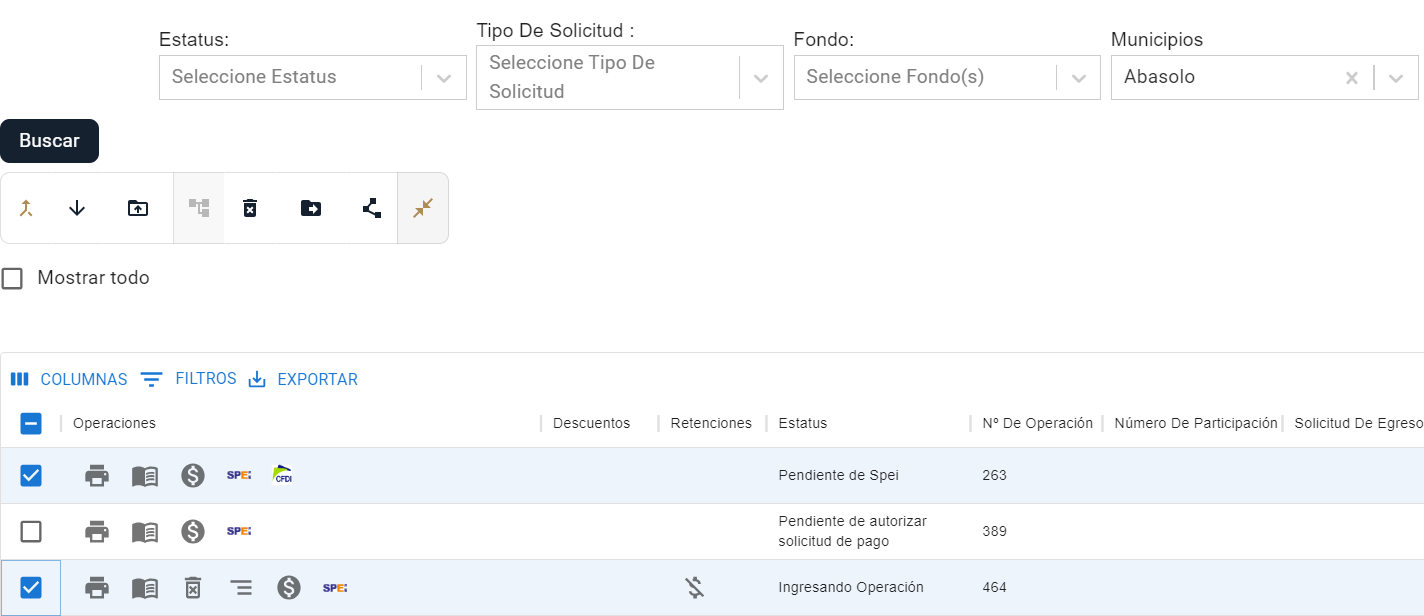 Estatus:
Tipo De Solicitud :
Fondo:
Municipios
Seleccione Estatus
Seleccione Tipo De
Solicitud
Seleccione Fondo(s)
Abasolo
Buscar
Mostrar todo
COLUMNAS
FILTROS
EXPORTAR
Operaciones
Descuentos
Retenciones
Estatus
Nº De Operación
Número De Participación
Solicitud De Egreso
SPEI
CFDI
Pendiente de Spei
263
SPEI
Pendiente de autorizar
solicitud de pago
389
SPEI
Ingresando Operación
464